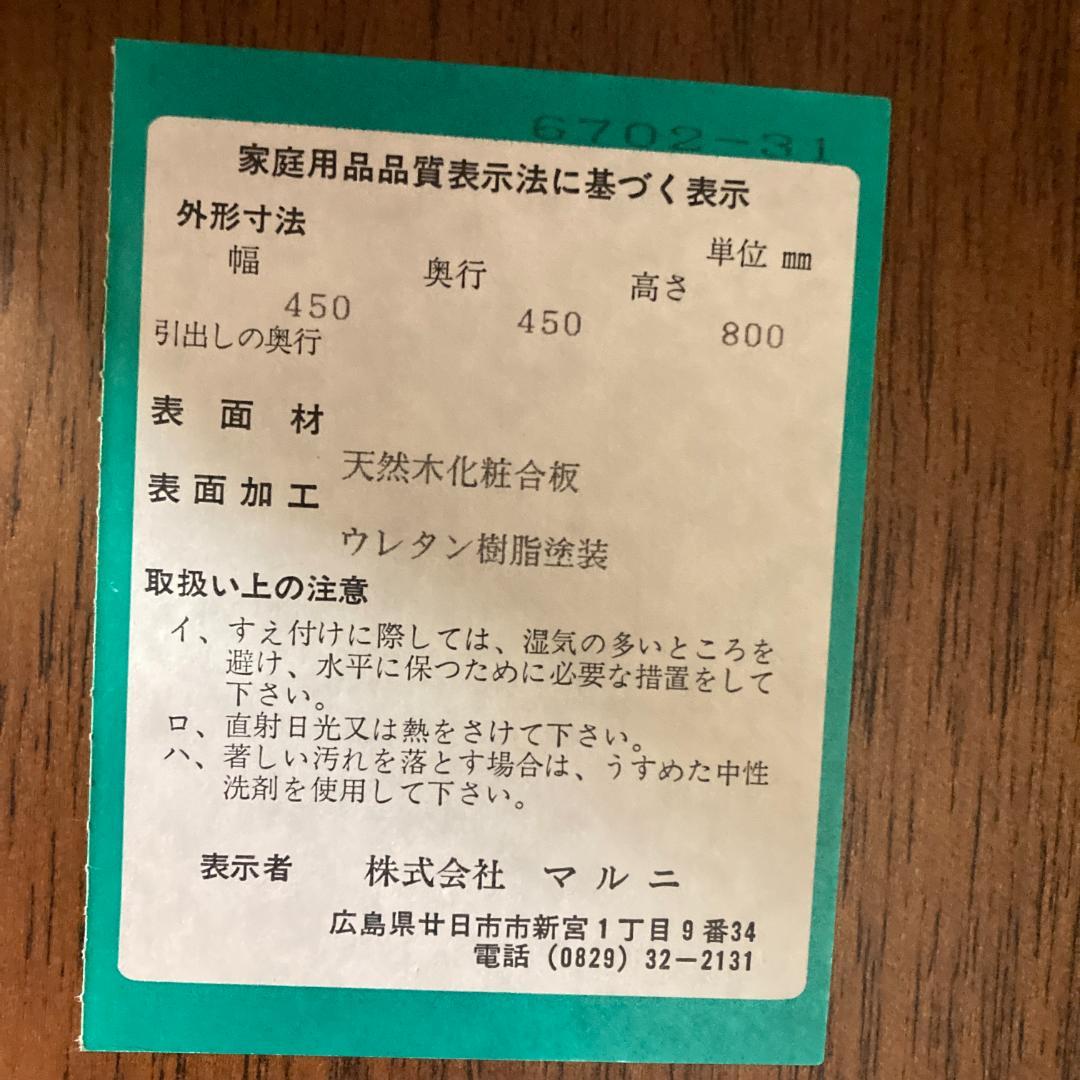 6702-31
家庭用品品質表示法に基づく表示
外形寸法
単位 mm
幅 奥行 高さ
450 450 800
引出しの奥行
表面材
天然木化粧合板
表面加工
ウレタン樹脂塗装
取扱い上の注意
イ、すえ付けに際しては、湿気の多いところを
避け、水平に保つために必要な措置をして
下さい。
ロ、直射日光又は熱をさけて下さい。
ハ、著しい汚れを落とす場合は、うすめた中性
洗剤を使用して下さい。
表示者 株式会社 マルニ
広島県廿日市市新宮1丁目9番34
電話 (0829) 32-2131